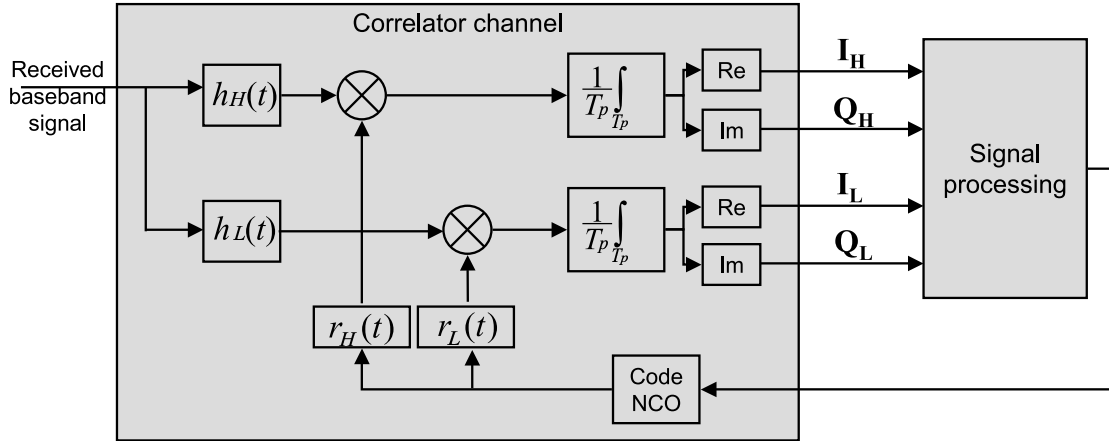 Correlator channel
Received
baseband
signal
h_H(t)
1/T_p ∫_{T_p}
Re
Im
I_H
Q_H
Signal
processing
h_L(t)
1/T_p ∫_{T_p}
Re
Im
I_L
Q_L
r_H(t)
r_L(t)
Code
NCO